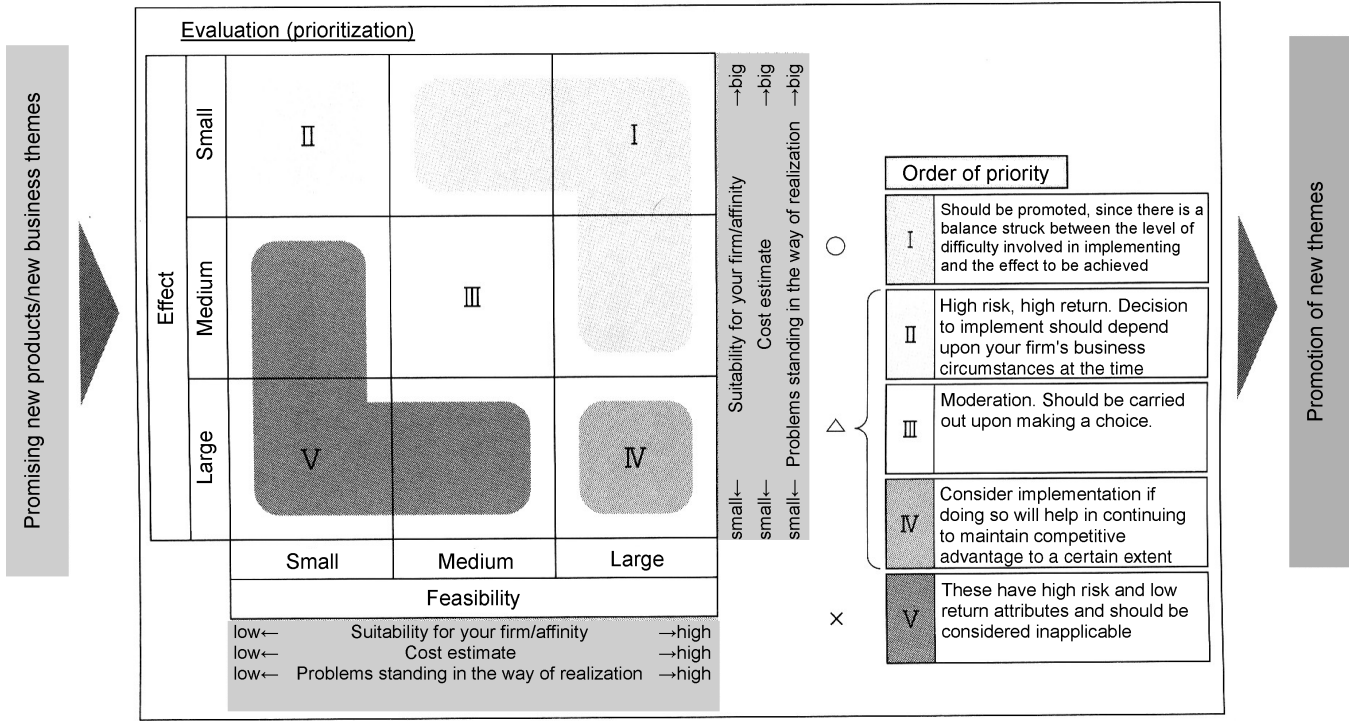 Evaluation (prioritization)
Promising new products/new business themes
Effect
Small
Medium
Large
II
I
III
V
IV
Small
Medium
Large
Feasibility
low← Suitability for your firm/affinity →high
low← Cost estimate →high
low← Problems standing in the way of realization →high
small← Suitability for your firm/affinity →big
small← Cost estimate →big
small← Problems standing in the way of realization →big
Order of priority
○
I
Should be promoted, since there is a
balance struck between the level of
difficulty involved in implementing
and the effect to be achieved
△
II
High risk, high return. Decision
to implement should depend
upon your firm's business
circumstances at the time
III
Moderation. Should be carried
out upon making a choice.
IV
Consider implementation if
doing so will help in continuing
to maintain competitive
advantage to a certain extent
×
V
These have high risk and low
return attributes and should be
considered inapplicable
Promotion of new themes